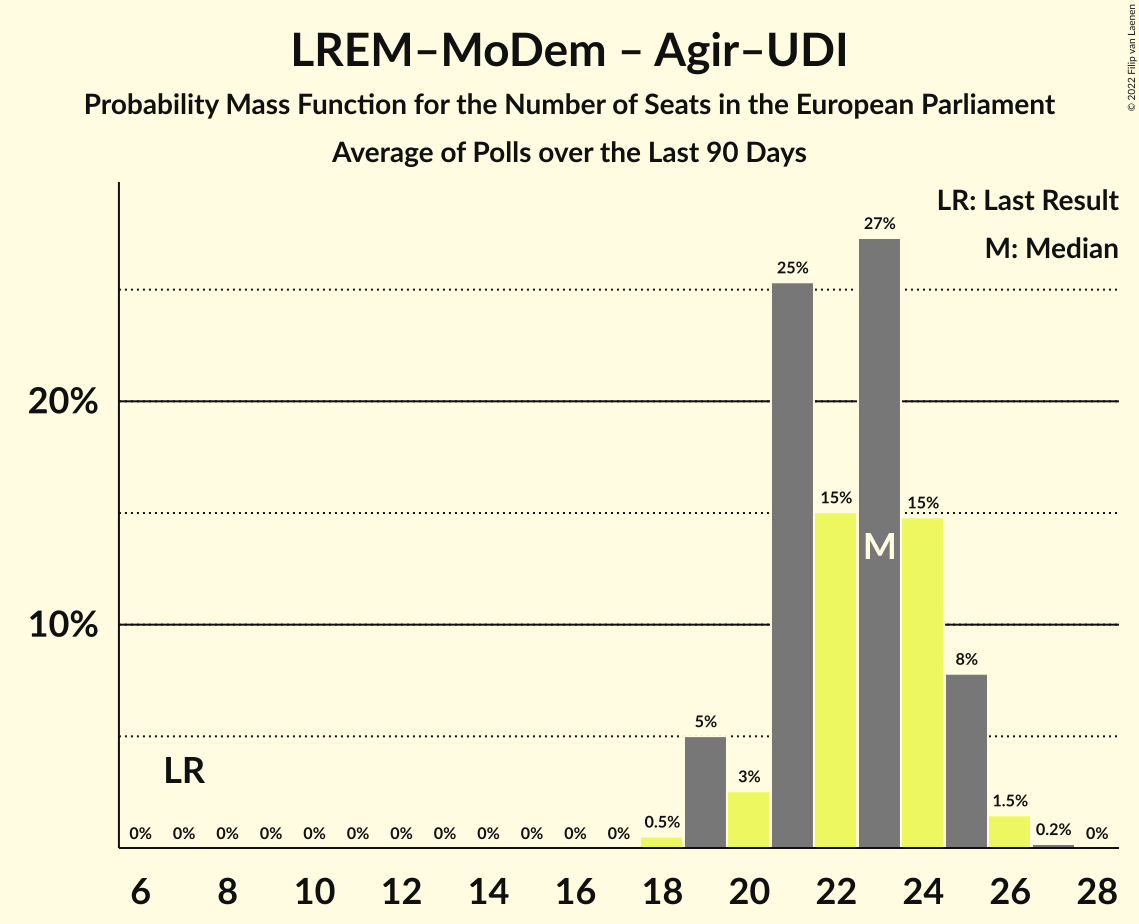 LREM–MoDem – Agir–UDI
Probability Mass Function for the Number of Seats in the European Parliament
Average of Polls over the Last 90 Days
© 2022 Filip van Laenen
LR: Last Result
M: Median
27%
25%
20%
15%
15%
M
10%
8%
5%
3%
LR
1.5%
0.5%
0.2%
0% 0% 0% 0% 0% 0% 0% 0% 0% 0% 0% 0% 0%
6 8 10 12 14 16 18 20 22 24 26 28